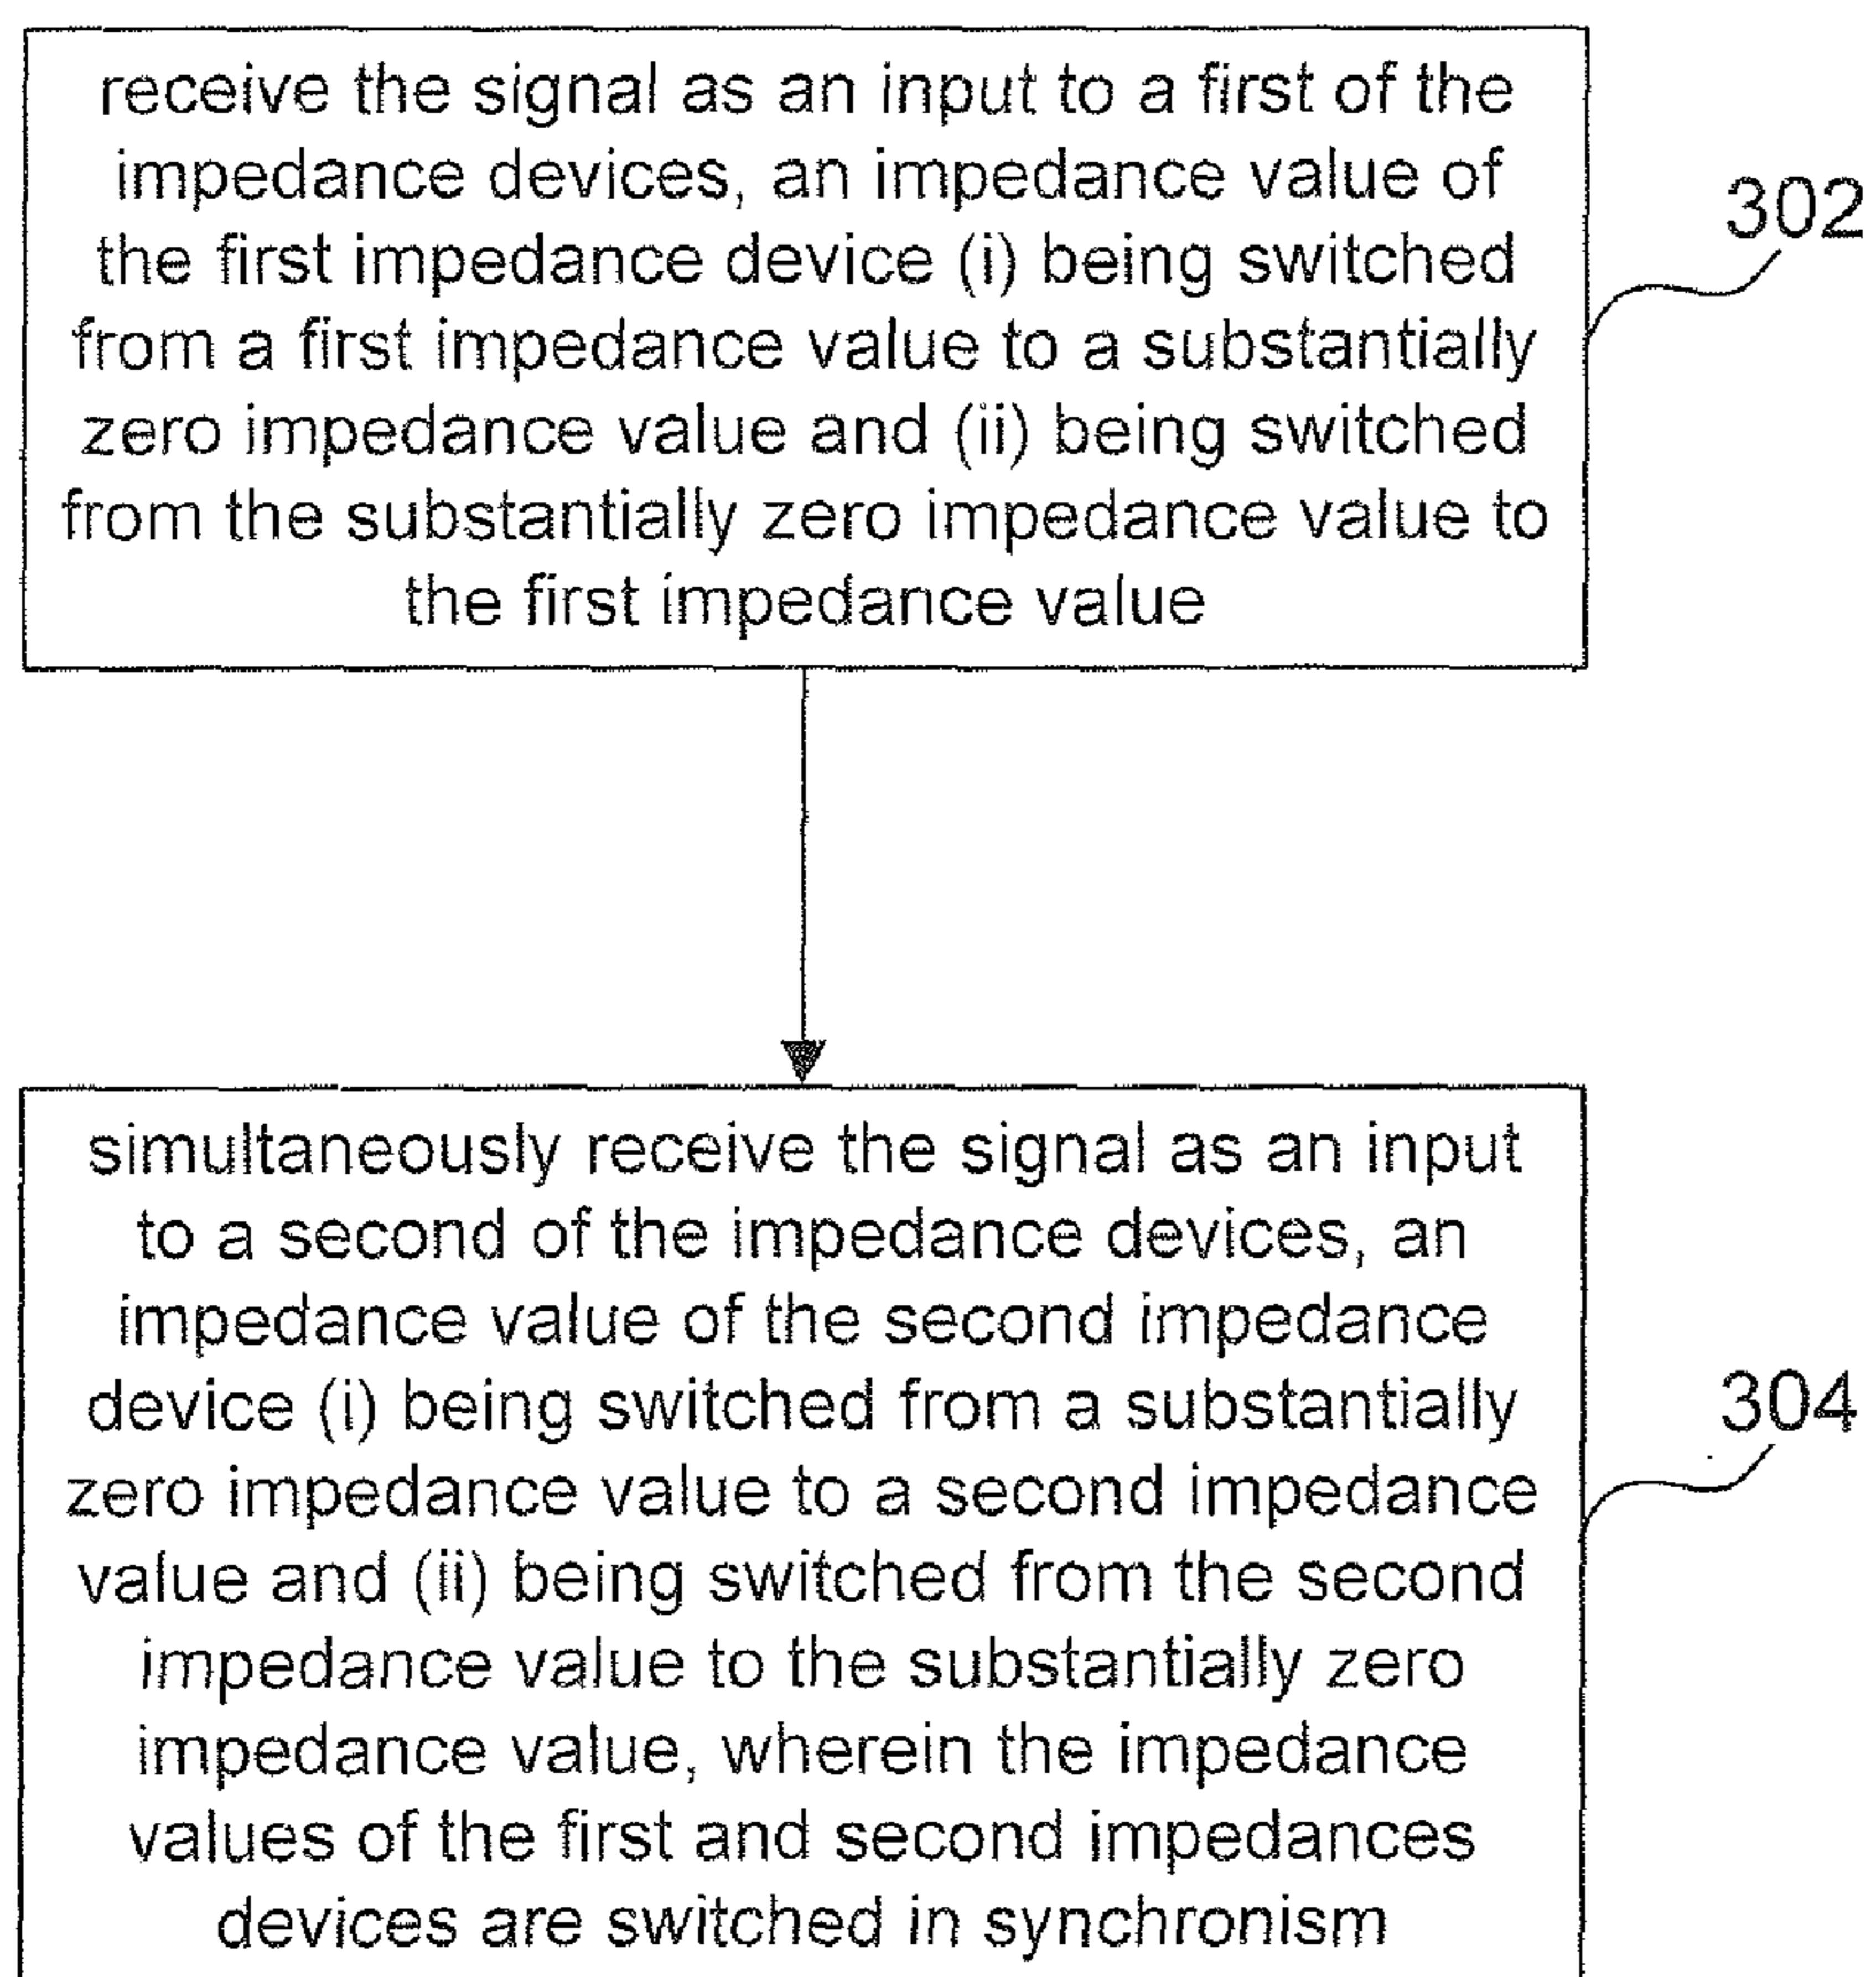 receive the signal as an input to a first of the
impedance devices, an impedance value of
the first impedance device (i) being switched
from a first impedance value to a substantially
zero impedance value and (ii) being switched
from the substantially zero impedance value to
the first impedance value
302
simultaneously receive the signal as an input
to a second of the impedance devices, an
impedance value of the second impedance
device (i) being switched from a substantially
zero impedance value to a second impedance
value and (ii) being switched from the second
impedance value to the substantially zero
impedance value, wherein the impedance
values of the first and second impedances
devices are switched in synchronism
304